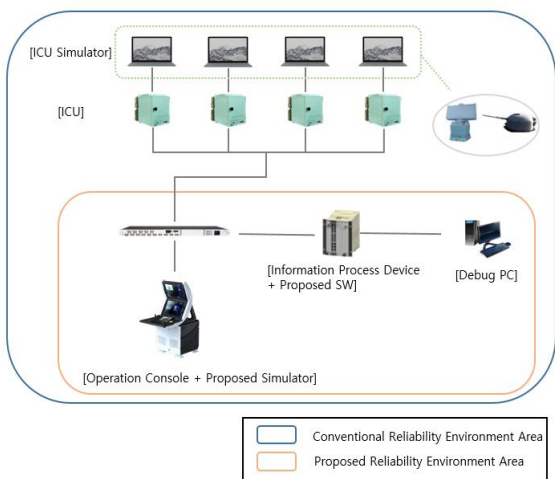 [ICU Simulator]
[ICU]
[Information Process Device
+ Proposed SW]
[Debug PC]
[Operation Console + Proposed Simulator]
Conventional Reliability Environment Area
Proposed Reliability Environment Area